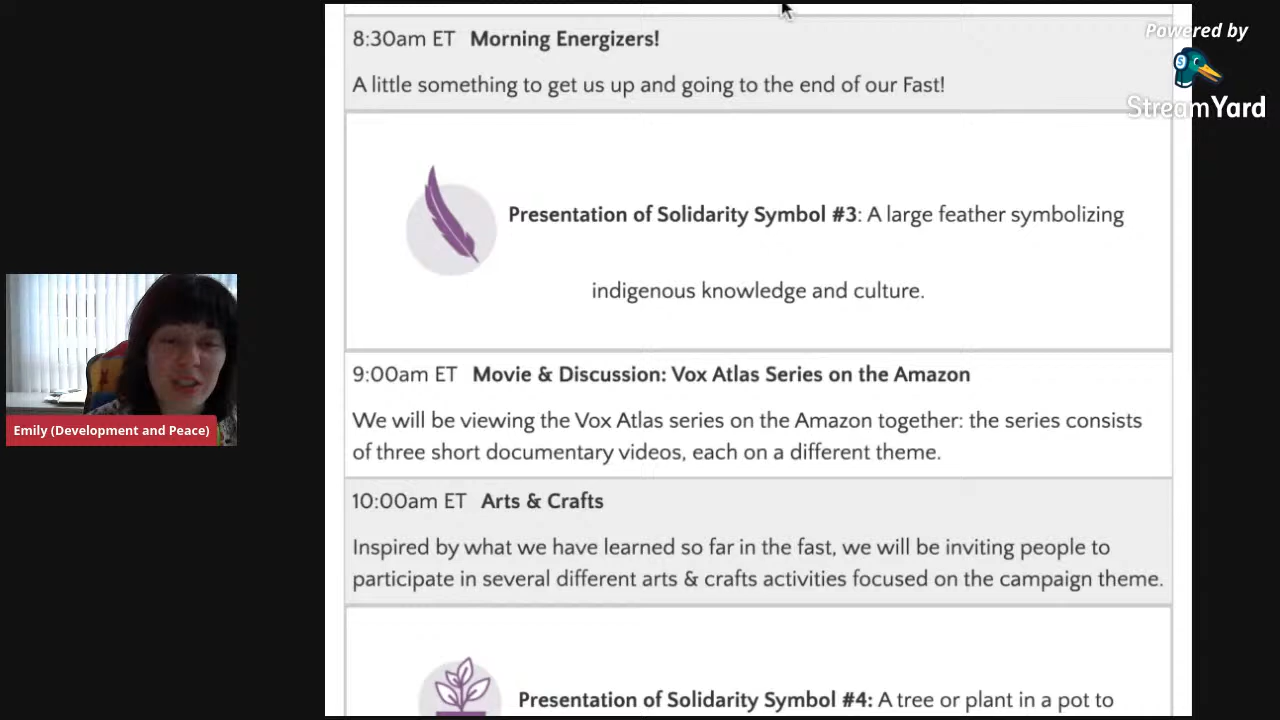 Powered by
StreamYard
8:30am ET Morning Energizers!
A little something to get us up and going to the end of our Fast!
Presentation of Solidarity Symbol #3: A large feather symbolizing
indigenous knowledge and culture.
9:00am ET Movie & Discussion: Vox Atlas Series on the Amazon
We will be viewing the Vox Atlas series on the Amazon together: the series consists
of three short documentary videos, each on a different theme.
10:00am ET Arts & Crafts
Inspired by what we have learned so far in the fast, we will be inviting people to
participate in several different arts & crafts activities focused on the campaign theme.
Presentation of Solidarity Symbol #4: A tree or plant in a pot to
Emily (Development and Peace)